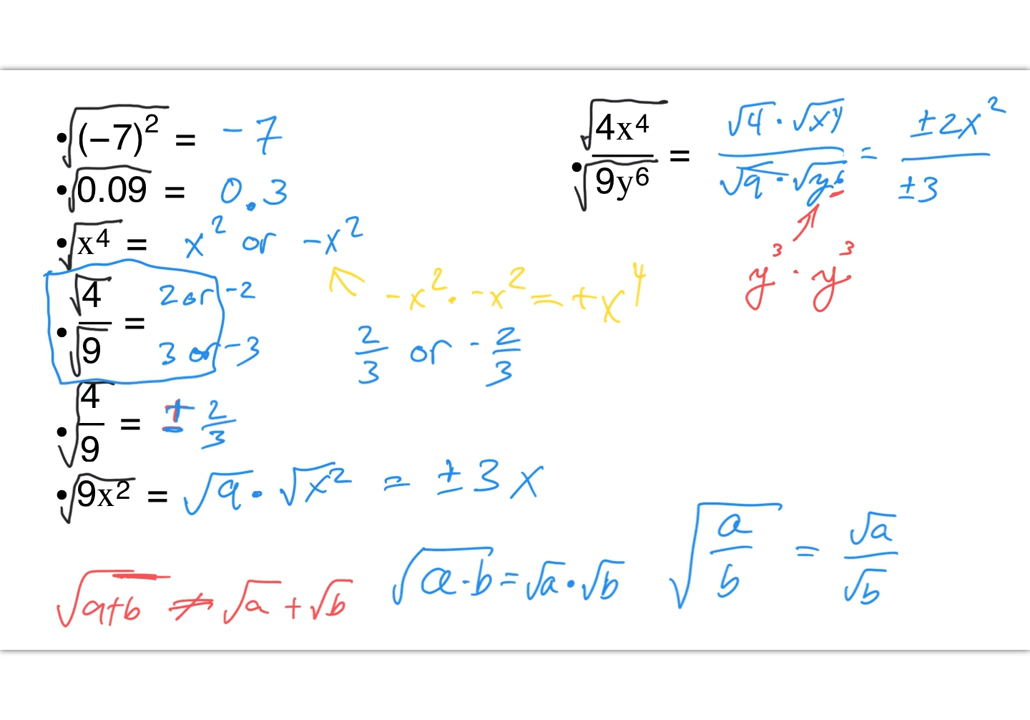 •√(-7)² = -7
•√0.09 = 0.3
•√x⁴ = x² or -x²
-x² · -x² = +x⁴
•√4/√9 = 2 or -2 / 3 or -3
2/3 or -2/3
•√(4/9) = ± 2/3
•√9x² = √9 · √x² = ±3x
√a+b ≠ √a + √b
√a·b = √a · √b
√(a/b) = √a/√b
•√4x⁴/√9y⁶ = √4 · √x⁴ / √9 · √y⁶ = ±2x² / ±3
y³ · y³